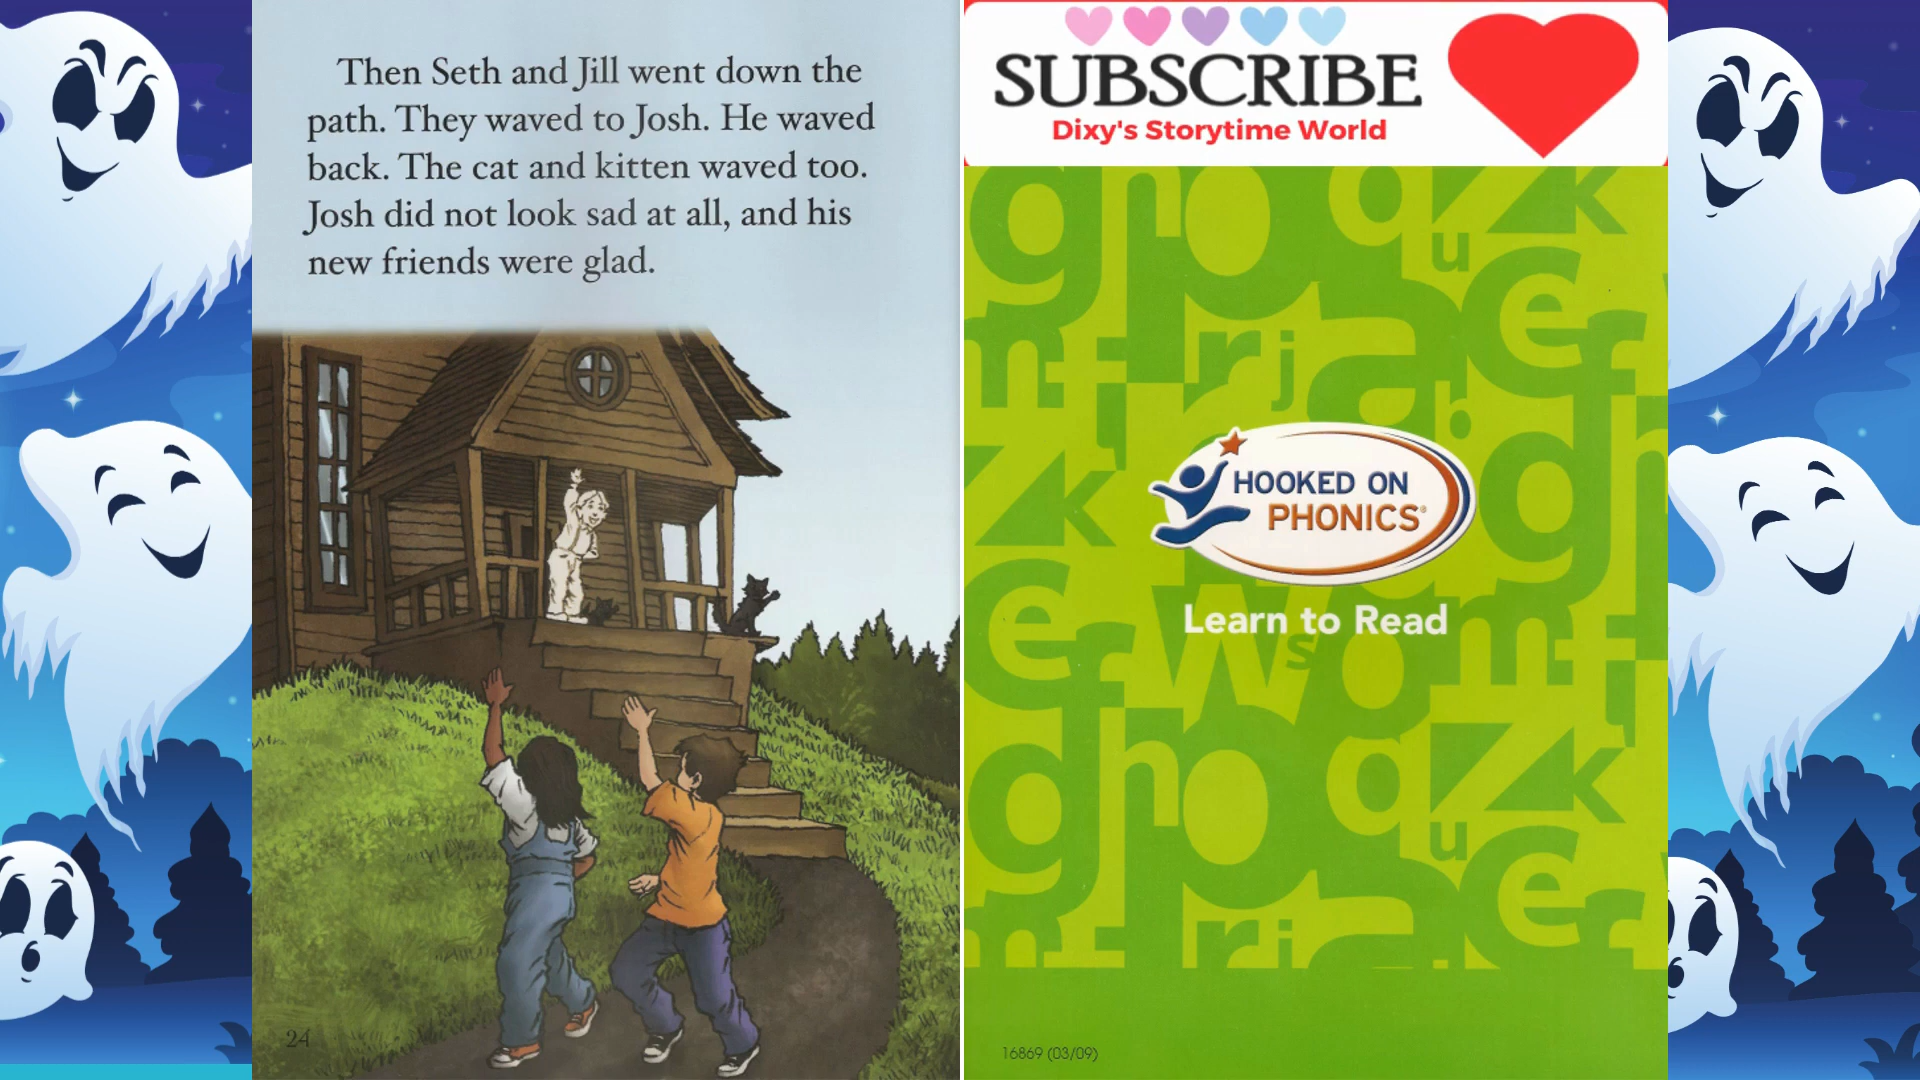 Then Seth and Jill went down the
path. They waved to Josh. He waved
back. The cat and kitten waved too.
Josh did not look sad at all, and his
new friends were glad.
24
SUBSCRIBE
Dixy's Storytime World
HOOKED ON
PHONICS®
Learn to Read
16869 (03/09)